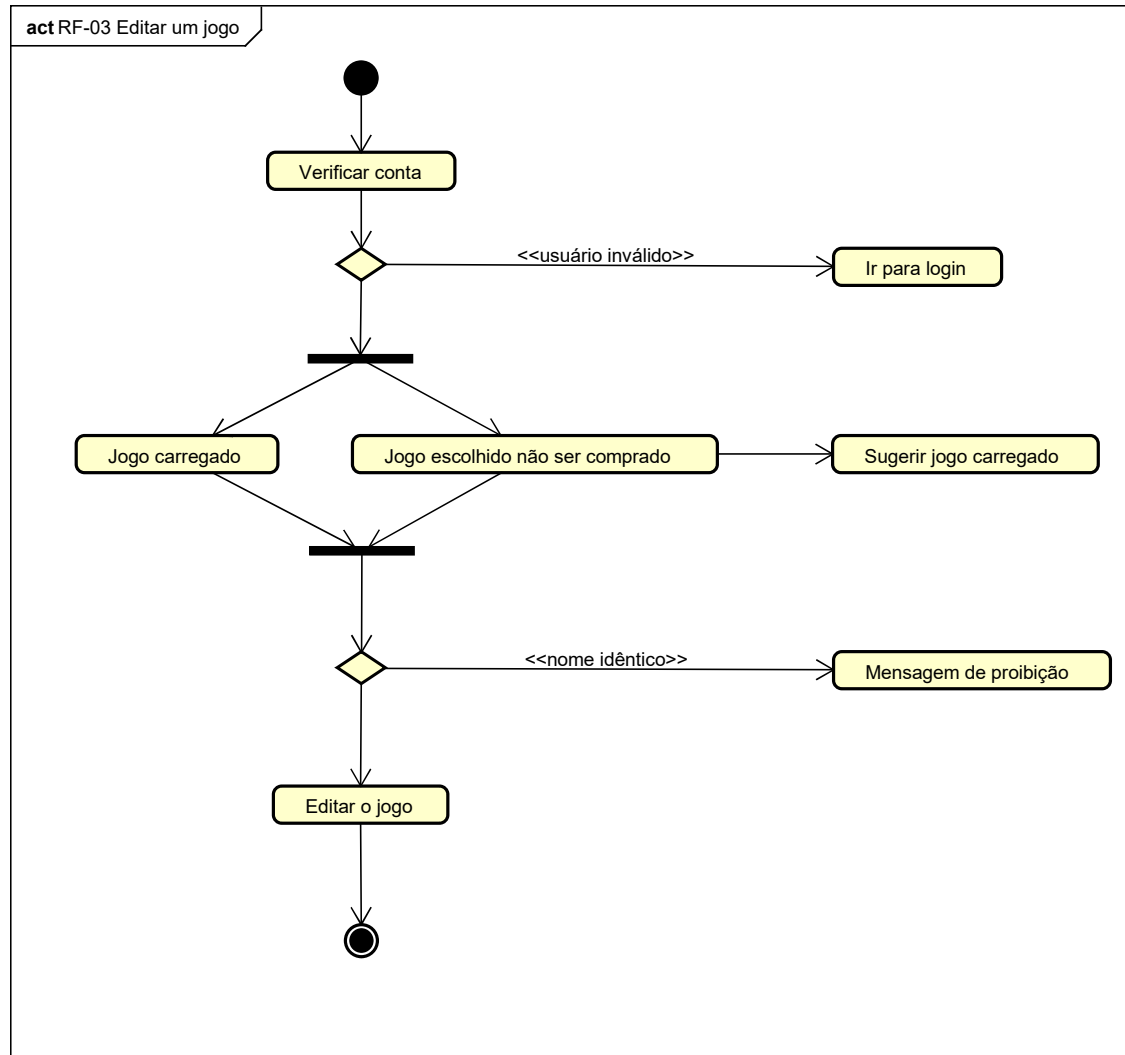 act RF-03 Editar um jogo
Verificar conta
<<usuário inválido>>
Ir para login
Jogo carregado
Jogo escolhido não ser comprado
Sugerir jogo carregado
<<nome idêntico>>
Mensagem de proibição
Editar o jogo